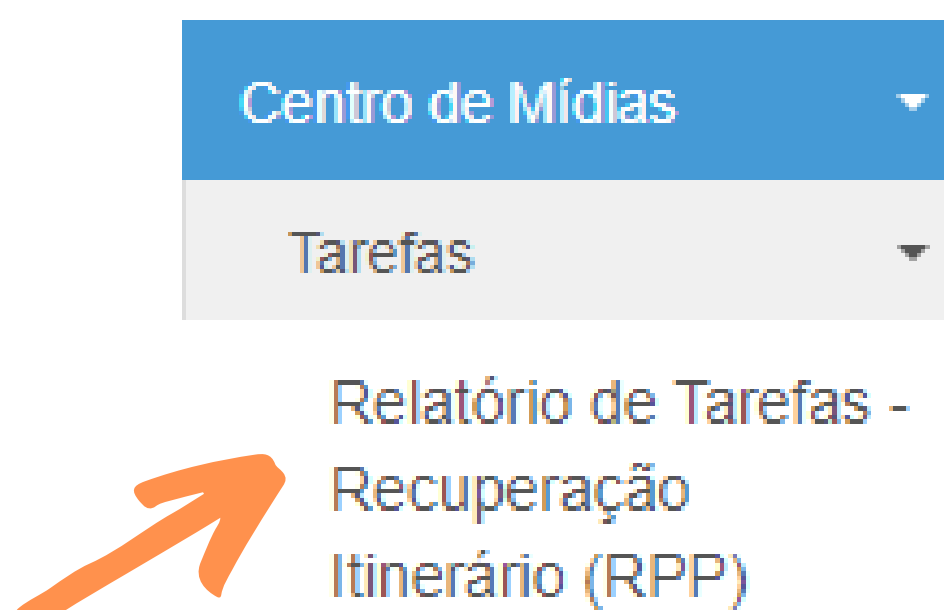 Centro de Mídias
Tarefas
Relatório de Tarefas -
Recuperação
Itinerário (RPP)